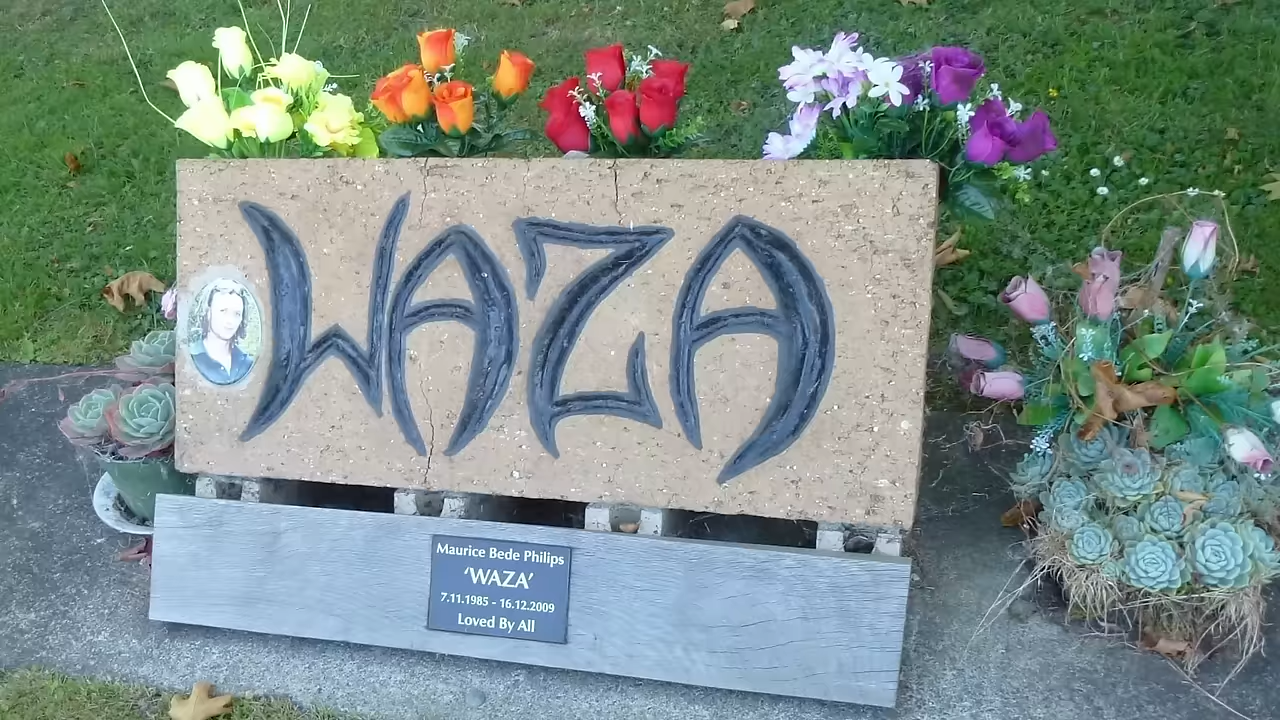 WAZA
Maurice Bede Philips
'WAZA'
7.11.1985 - 16.12.2009
Loved By All